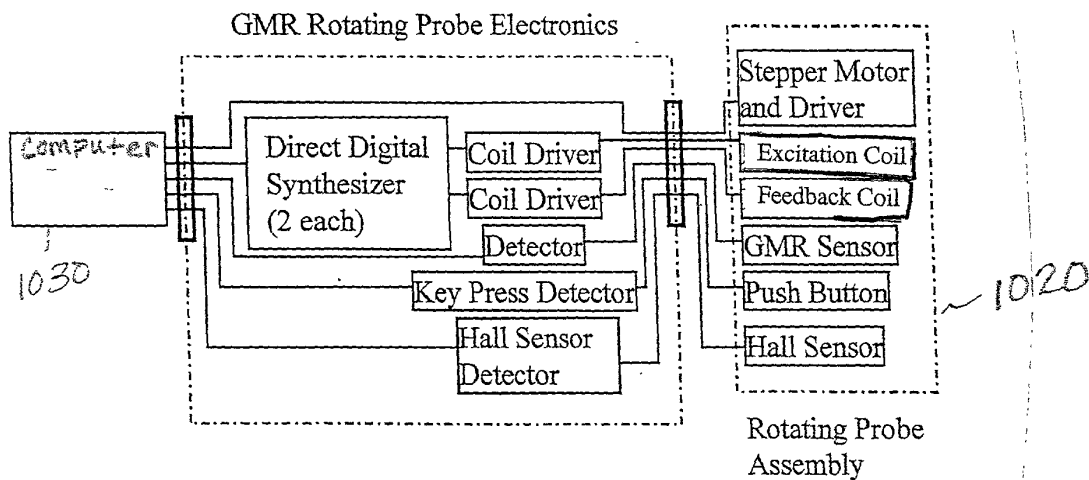 GMR Rotating Probe Electronics
computer
1030
Direct Digital
Synthesizer
(2 each)
Coil Driver
Coil Driver
Detector
Key Press Detector
Hall Sensor
Detector
Stepper Motor
and Driver
Excitation Coil
Feedback Coil
GMR Sensor
Push Button
Hall Sensor
1020
Rotating Probe
Assembly